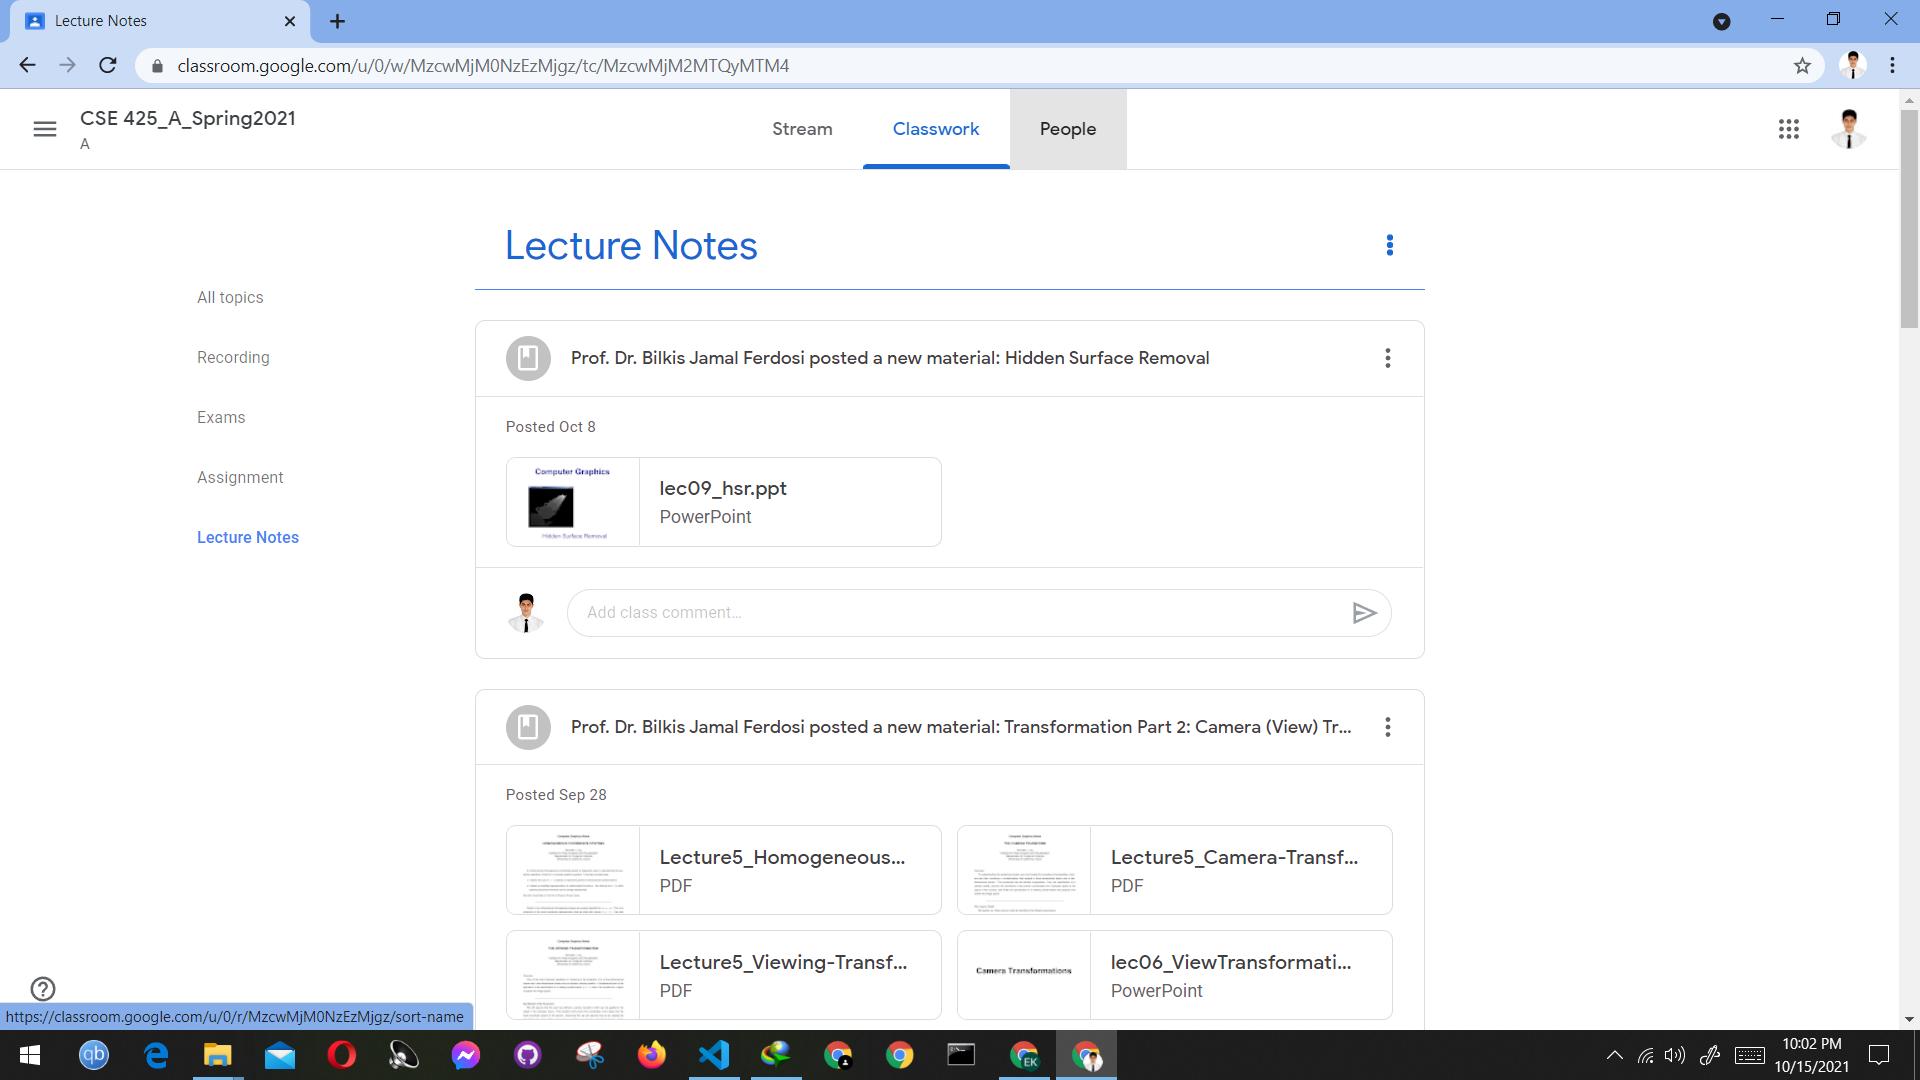 Lecture Notes
classroom.google.com/u/0/w/MzcwMjM0NzEzMjgz/tc/MzcwMjM2MTQyMTM4
CSE 425_A_Spring2021
A
Stream
Classwork
People
Lecture Notes
All topics
Recording
Exams
Assignment
Lecture Notes
Prof. Dr. Bilkis Jamal Ferdosi posted a new material: Hidden Surface Removal
Posted Oct 8
Computer Graphics
Hidden Surface Removal
lec09_hsr.ppt
PowerPoint
Add class comment...
Prof. Dr. Bilkis Jamal Ferdosi posted a new material: Transformation Part 2: Camera (View) Tr...
Posted Sep 28
Lecture5_Homogeneous...
PDF
Lecture5_Camera-Transf...
PDF
Lecture5_Viewing-Transf...
PDF
Camera Transformations
lec06_ViewTransformati...
PowerPoint
https://classroom.google.com/u/0/r/MzcwMjM0NzEzMjgz/sort-name
qb
EK
10:02 PM
10/15/2021